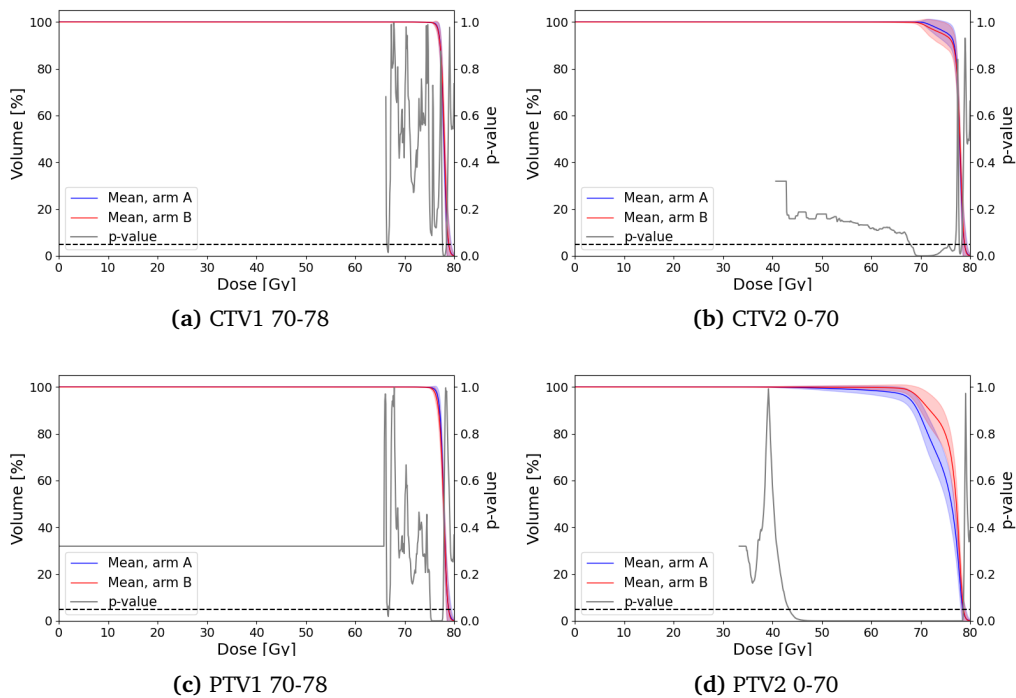 100
80
60
40
20
0
Volume [%]
1.0
0.8
0.6
0.4
0.2
0.0
p-value
Mean, arm A
Mean, arm B
p-value
0 10 20 30 40 50 60 70 80
Dose [Gy]
(a) CTV1 70-78
100
80
60
40
20
0
Volume [%]
1.0
0.8
0.6
0.4
0.2
0.0
p-value
Mean, arm A
Mean, arm B
p-value
0 10 20 30 40 50 60 70 80
Dose [Gy]
(b) CTV2 0-70
100
80
60
40
20
0
Volume [%]
1.0
0.8
0.6
0.4
0.2
0.0
p-value
Mean, arm A
Mean, arm B
p-value
0 10 20 30 40 50 60 70 80
Dose [Gy]
(c) PTV1 70-78
100
80
60
40
20
0
Volume [%]
1.0
0.8
0.6
0.4
0.2
0.0
p-value
Mean, arm A
Mean, arm B
p-value
0 10 20 30 40 50 60 70 80
Dose [Gy]
(d) PTV2 0-70